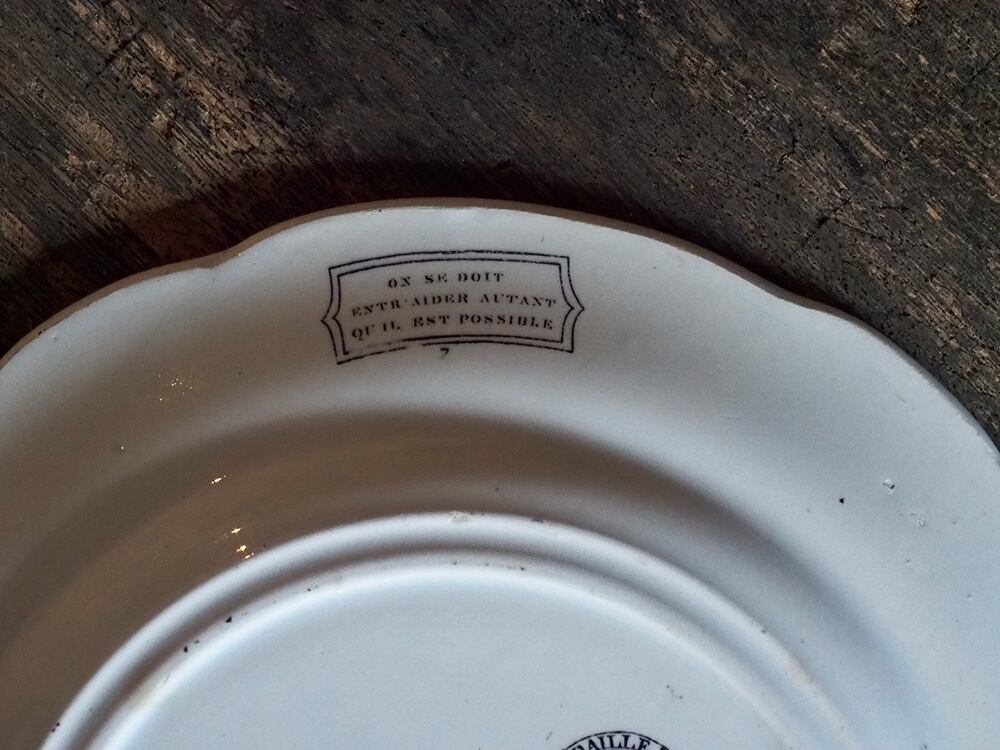 ON SE DOIT
ENTR'AIDER AUTANT
QU'IL EST POSSIBLE
7